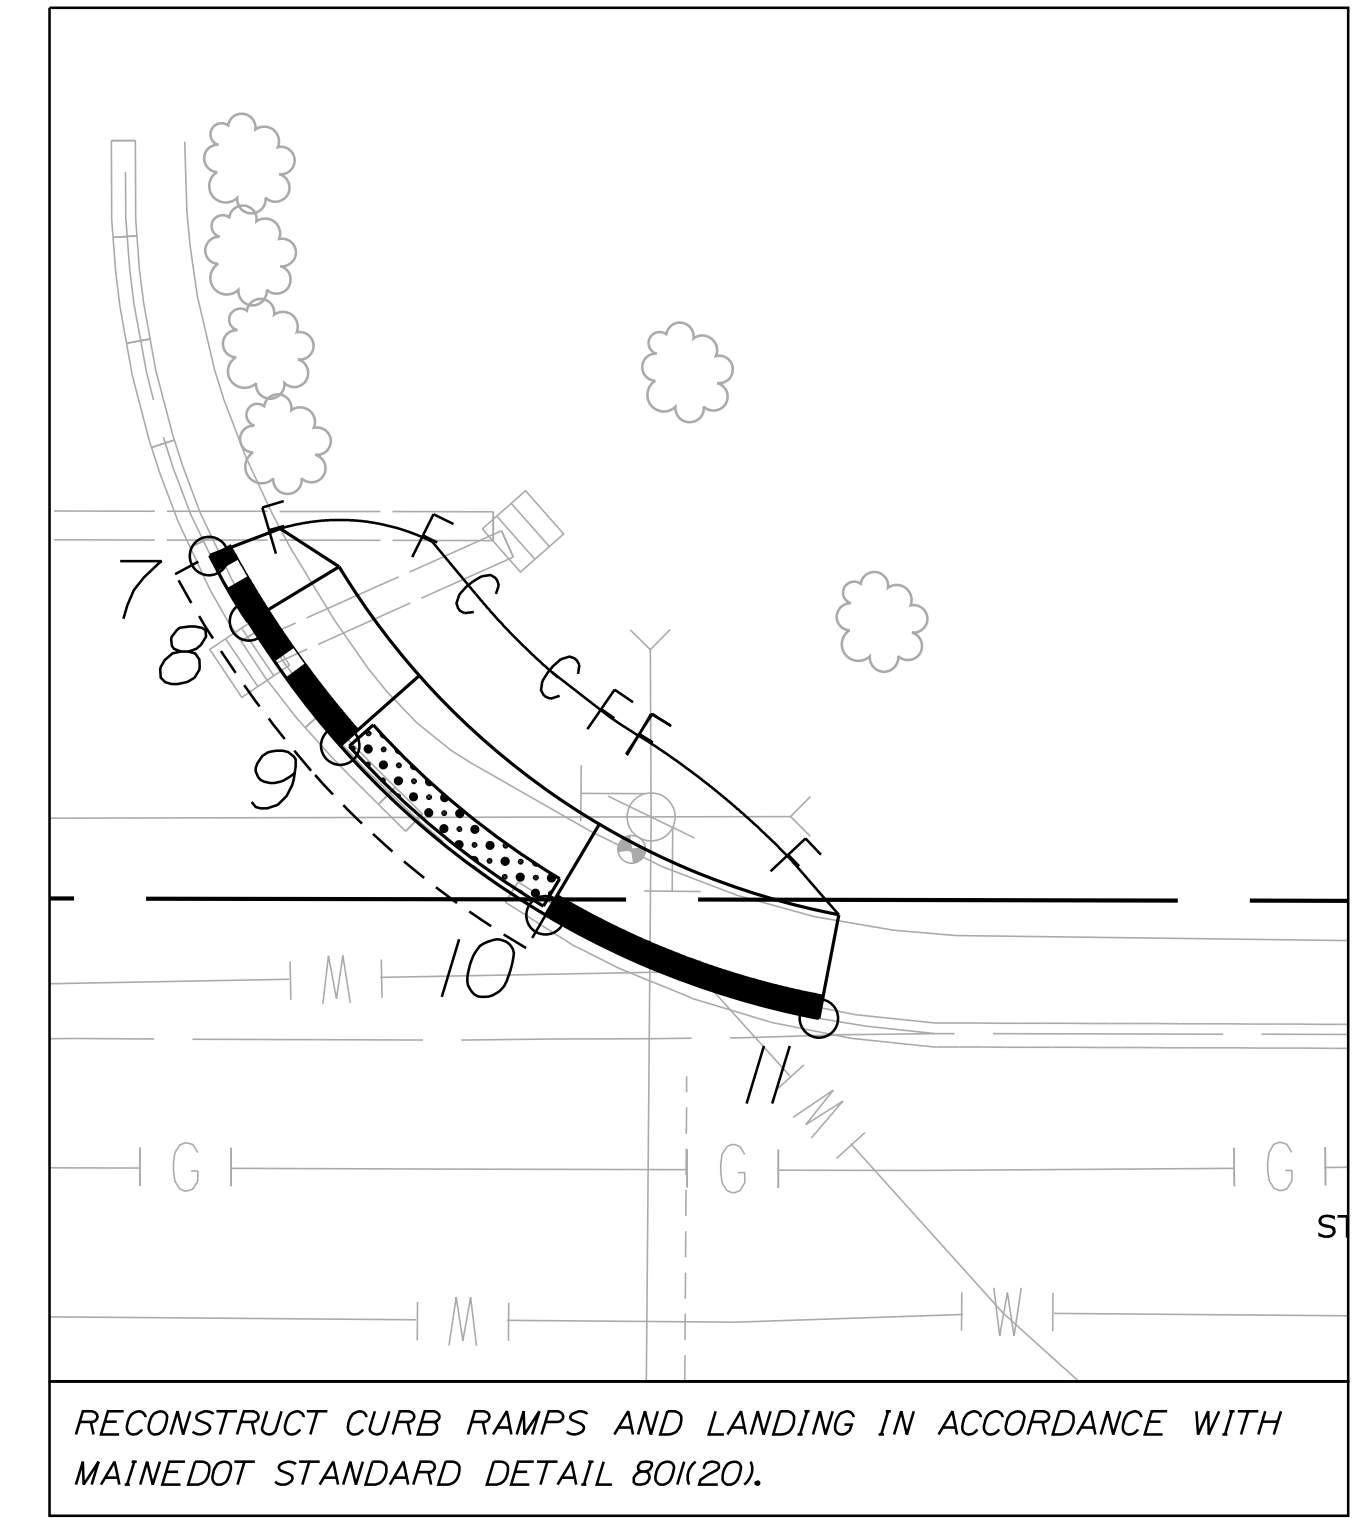 F
F
C
7
8
C
F
F
9
F
10
M
11
M
G
G
G
ST
M
W
RECONSTRUCT CURB RAMPS AND LANDING IN ACCORDANCE WITH
MAINEDOT STANDARD DETAIL 801(20).